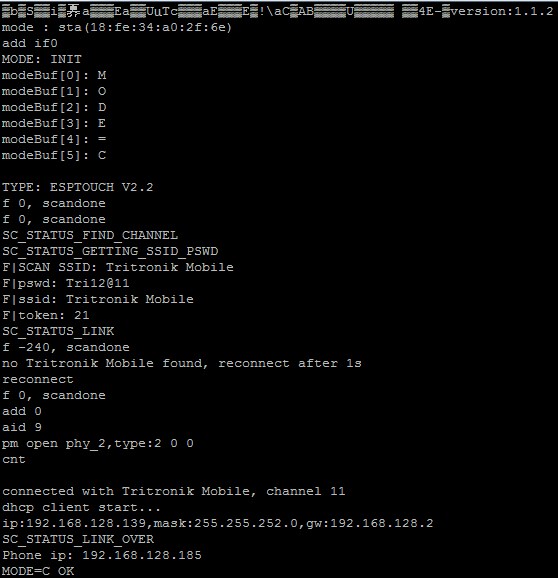 version:1.1.2
mode : sta(18:fe:34:a0:2f:6e)
add if0
MODE: INIT
modeBuf[0]: M
modeBuf[1]: O
modeBuf[2]: D
modeBuf[3]: E
modeBuf[4]: =
modeBuf[5]: C
TYPE: ESPTOUCH V2.2
f 0, scandone
f 0, scandone
SC_STATUS_FIND_CHANNEL
SC_STATUS_GETTING_SSID_PSWD
F|SCAN SSID: Tritronik Mobile
F|pswd: Tri12@11
F|ssid: Tritronik Mobile
F|token: 21
SC_STATUS_LINK
f -240, scandone
no Tritronik Mobile found, reconnect after 1s
reconnect
f 0, scandone
add 0
aid 9
pm open phy_2,type:2 0 0
cnt
connected with Tritronik Mobile, channel 11
dhcp client start...
ip:192.168.128.139,mask:255.255.252.0,gw:192.168.128.2
SC_STATUS_LINK_OVER
Phone ip: 192.168.128.185
MODE=C OK